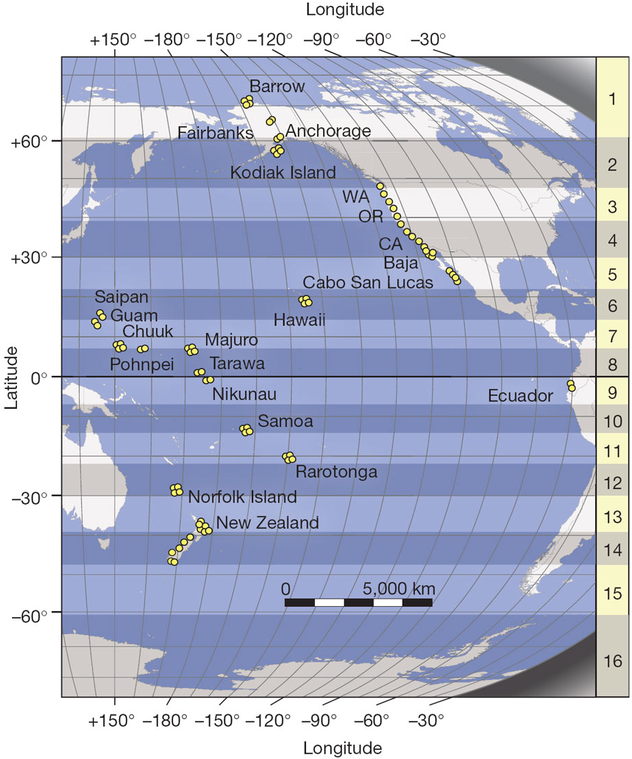 Longitude
+150° −180° −150° −120° −90° −60° −30°
Barrow
1
Fairbanks
Anchorage
+60°
Kodiak Island
2
WA
3
OR
CA
4
+30°
Baja
Cabo San Lucas
5
Saipan
6
Guam
Hawaii
Chuuk
7
Majuro
Pohnpei
Tarawa
8
Latitude
0°
Nikunau
Ecuador
9
Samoa
10
11
Rarotonga
12
−30°
Norfolk Island
New Zealand
13
14
0 5,000 km
15
−60°
16
+150° −180° −150° −120° −90° −60° −30°
Longitude